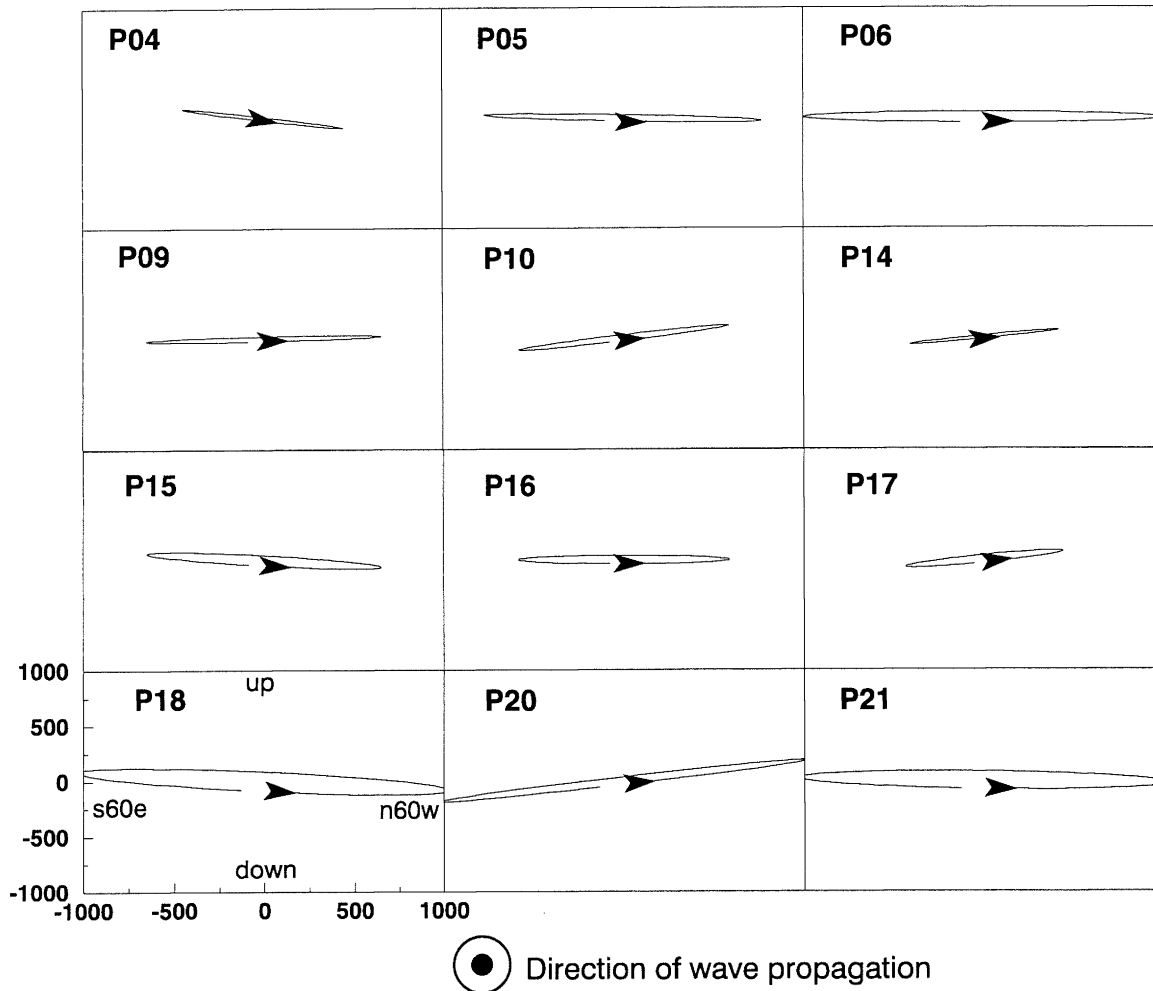 P04 P05 P06
P09 P10 P14
P15 P16 P17
1000 up
P18 P20 P21
500
0
s60e n60w
-500
down
-1000
-1000 -500 0 500 1000
Direction of wave propagation